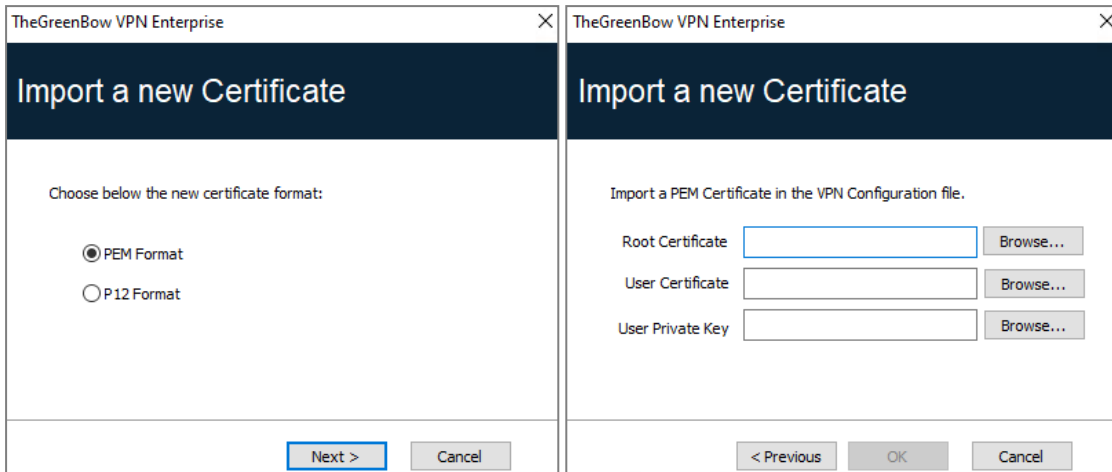 TheGreenBow VPN Enterprise
Import a new Certificate
Choose below the new certificate format:
PEM Format
P12 Format
Next >
Cancel
TheGreenBow VPN Enterprise
Import a new Certificate
Import a PEM Certificate in the VPN Configuration file.
Root Certificate
Browse...
User Certificate
Browse...
User Private Key
Browse...
< Previous
OK
Cancel